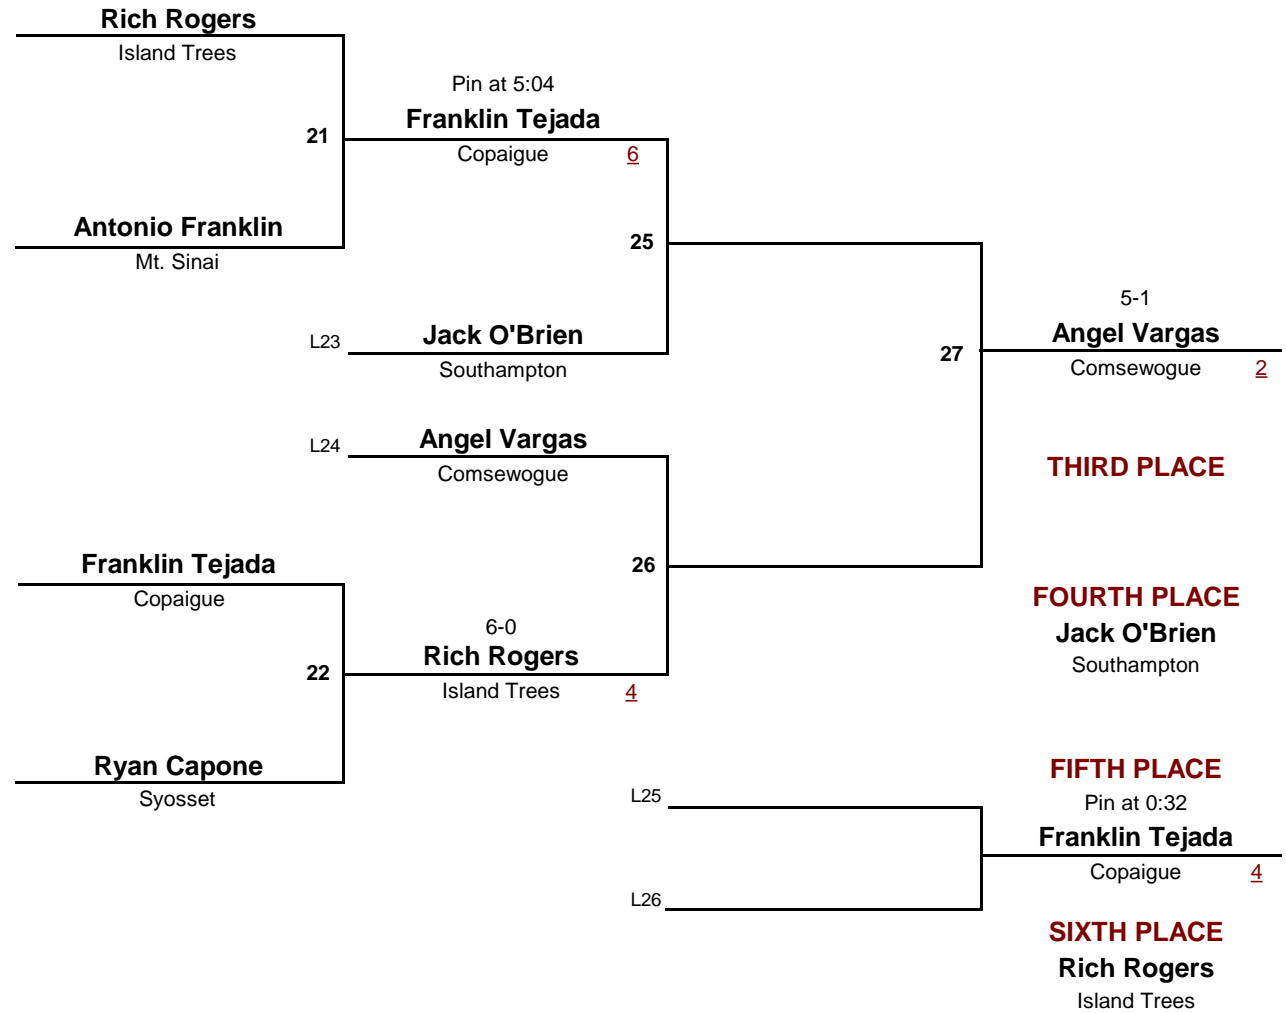 Rich Rogers
Island Trees
Pin at 5:04
21
Franklin Tejada
Copaigue
6
Antonio Franklin
Mt. Sinai
25
L23
Jack O'Brien
Southampton
5-1
27
Angel Vargas
Comsewogue
2
L24
Angel Vargas
Comsewogue
THIRD PLACE
Franklin Tejada
Copaigue
26
FOURTH PLACE
Jack O'Brien
Southampton
6-0
22
Rich Rogers
Island Trees
4
Ryan Capone
Syosset
FIFTH PLACE
L25
Pin at 0:32
Franklin Tejada
Copaigue
4
L26
SIXTH PLACE
Rich Rogers
Island Trees